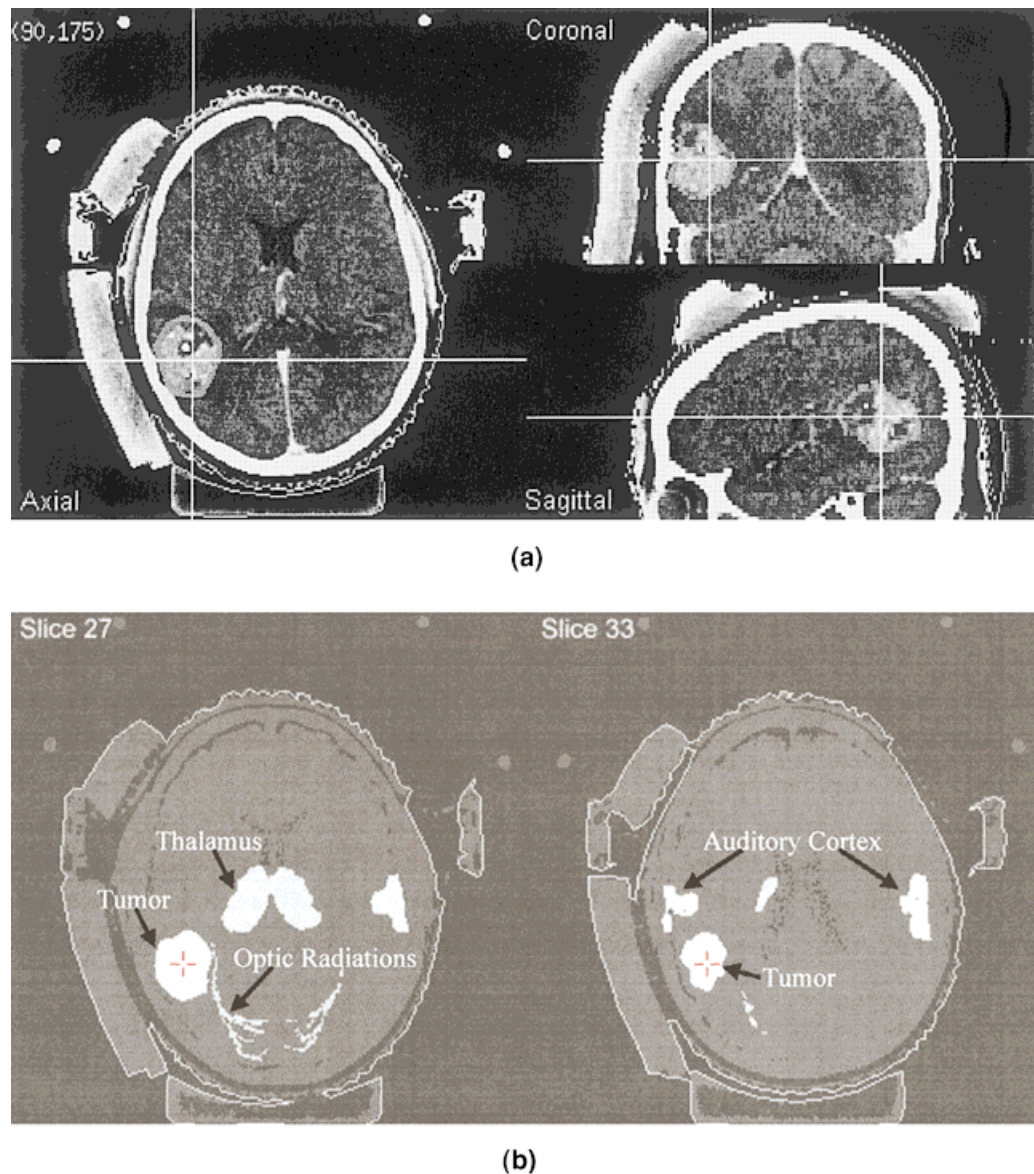 (90,175)
Coronal
Axial
Sagittal
(a)
Slice 27
Slice 33
Thalamus
Tumor
Optic Radiations
Auditory Cortex
Tumor
(b)